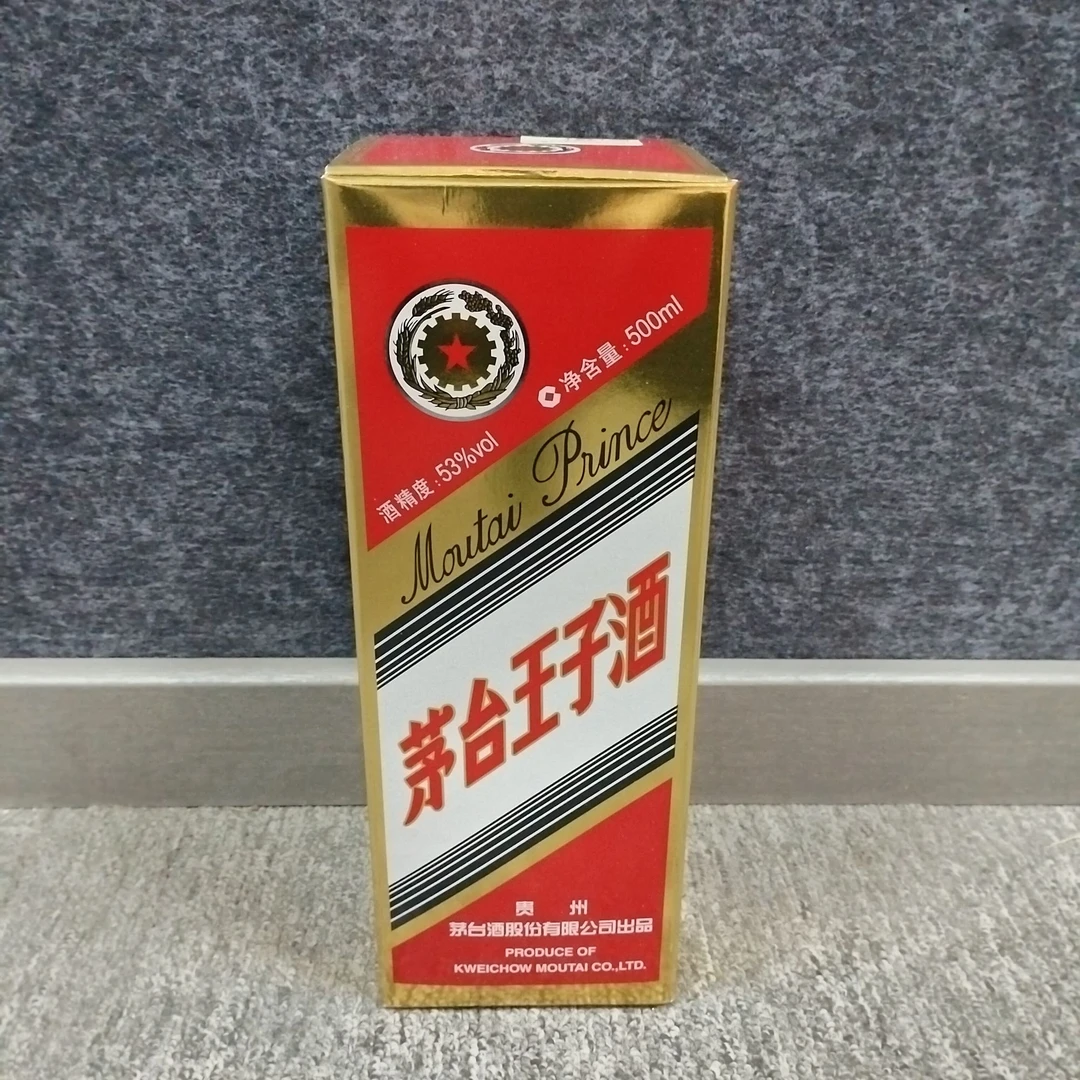 净含量:500ml
酒精度:53%vol
Moutai Prince
茅台王子酒
贵 州
茅台酒股份有限公司出品
PRODUCE OF
KWEICHOW MOUTAI CO.,LTD.